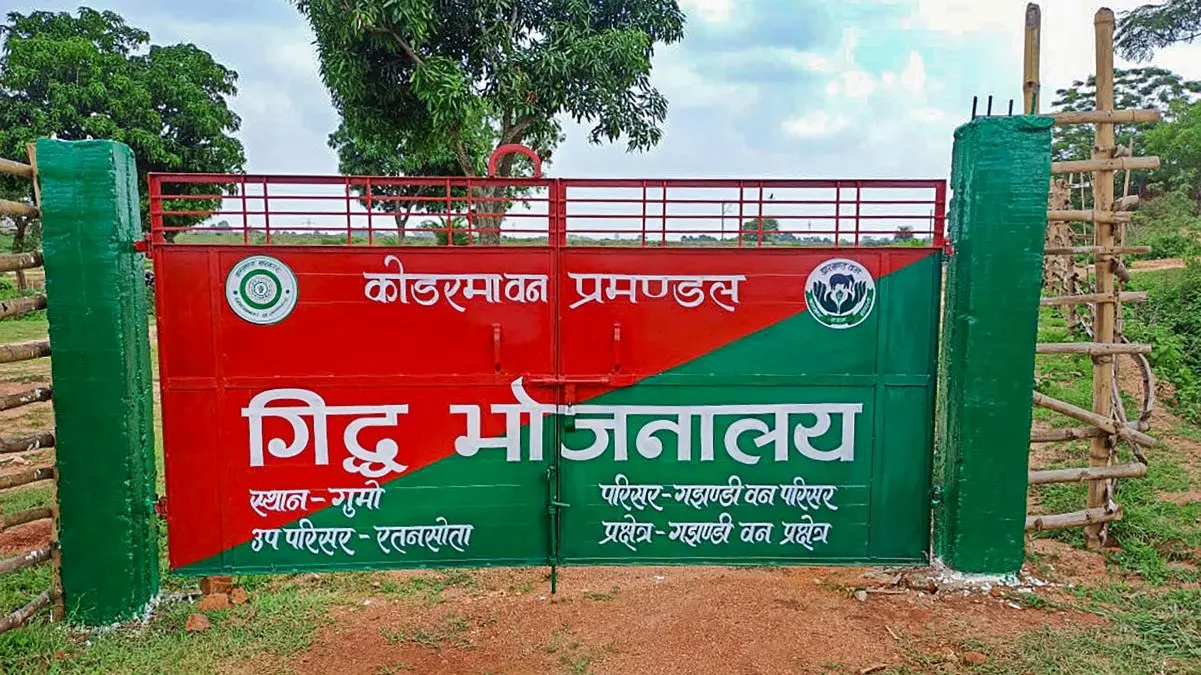 कोडरमा वन प्रमण्डल
गिद्ध भोजनालय
स्थान - गुमो
उप परिसर - रतनसोता
परिसर - गझण्डी वन परिसर
प्रक्षेत्र - गझण्डी वन प्रक्षेत्र